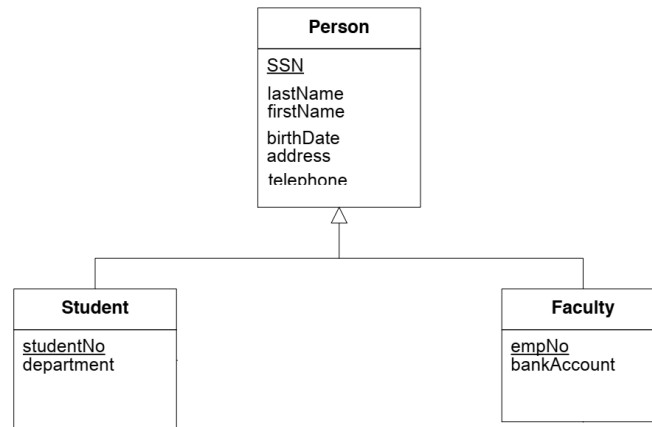 Person
SSN
lastName
firstName
birthDate
address
telephone
Student
studentNo
department
Faculty
empNo
bankAccount